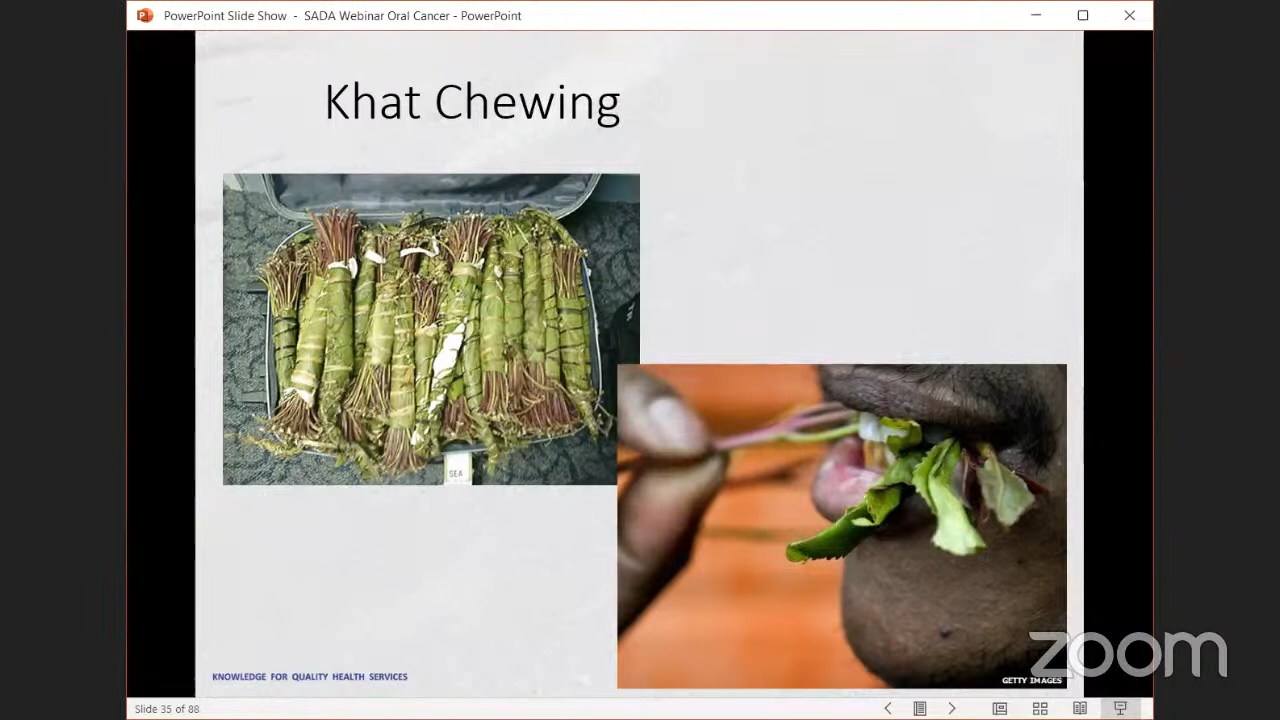 PowerPoint Slide Show - SADA Webinar Oral Cancer - PowerPoint
Khat Chewing
SEA
GETTY IMAGES
KNOWLEDGE FOR QUALITY HEALTH SERVICES
zoom
Slide 35 of 88